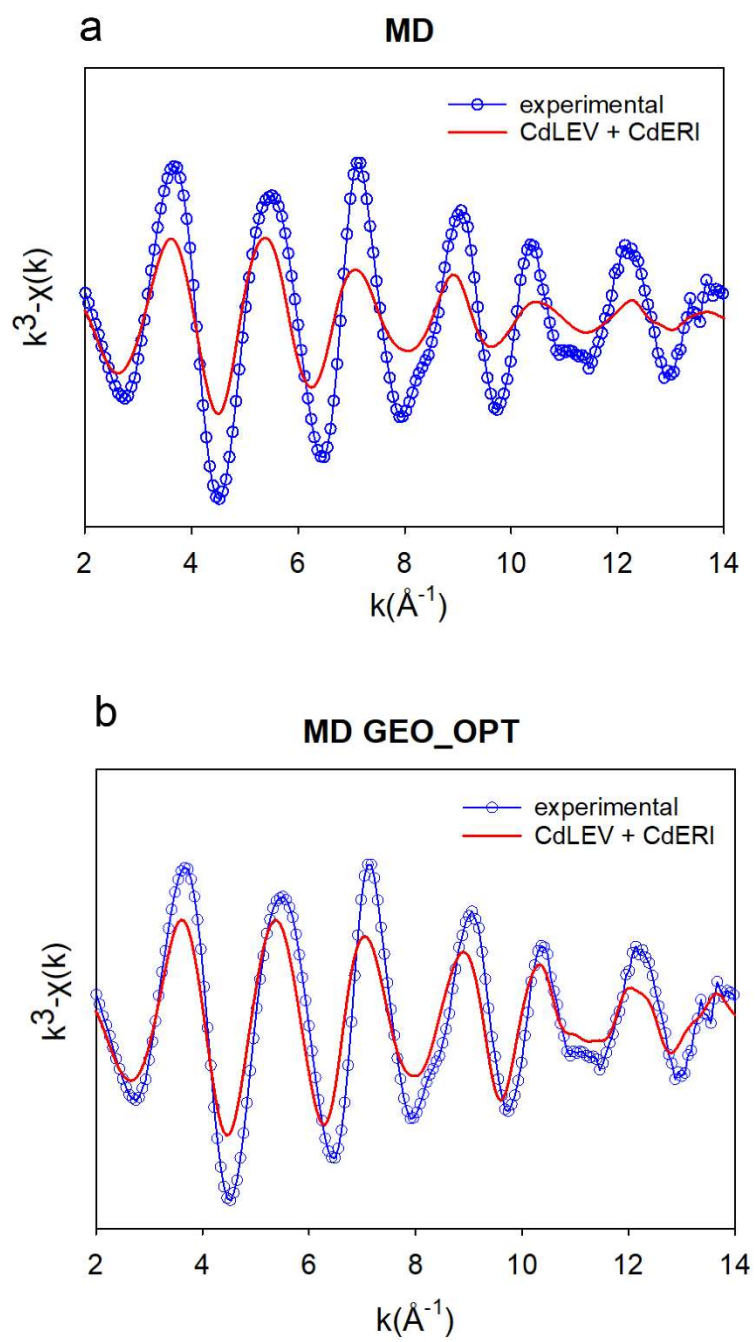 a
MD
experimental
CdLEV + CdERI
k³-χ(k)
2 4 6 8 10 12 14
k(Å⁻¹)
b
MD GEO_OPT
experimental
CdLEV + CdERI
k³-χ(k)
2 4 6 8 10 12 14
k(Å⁻¹)